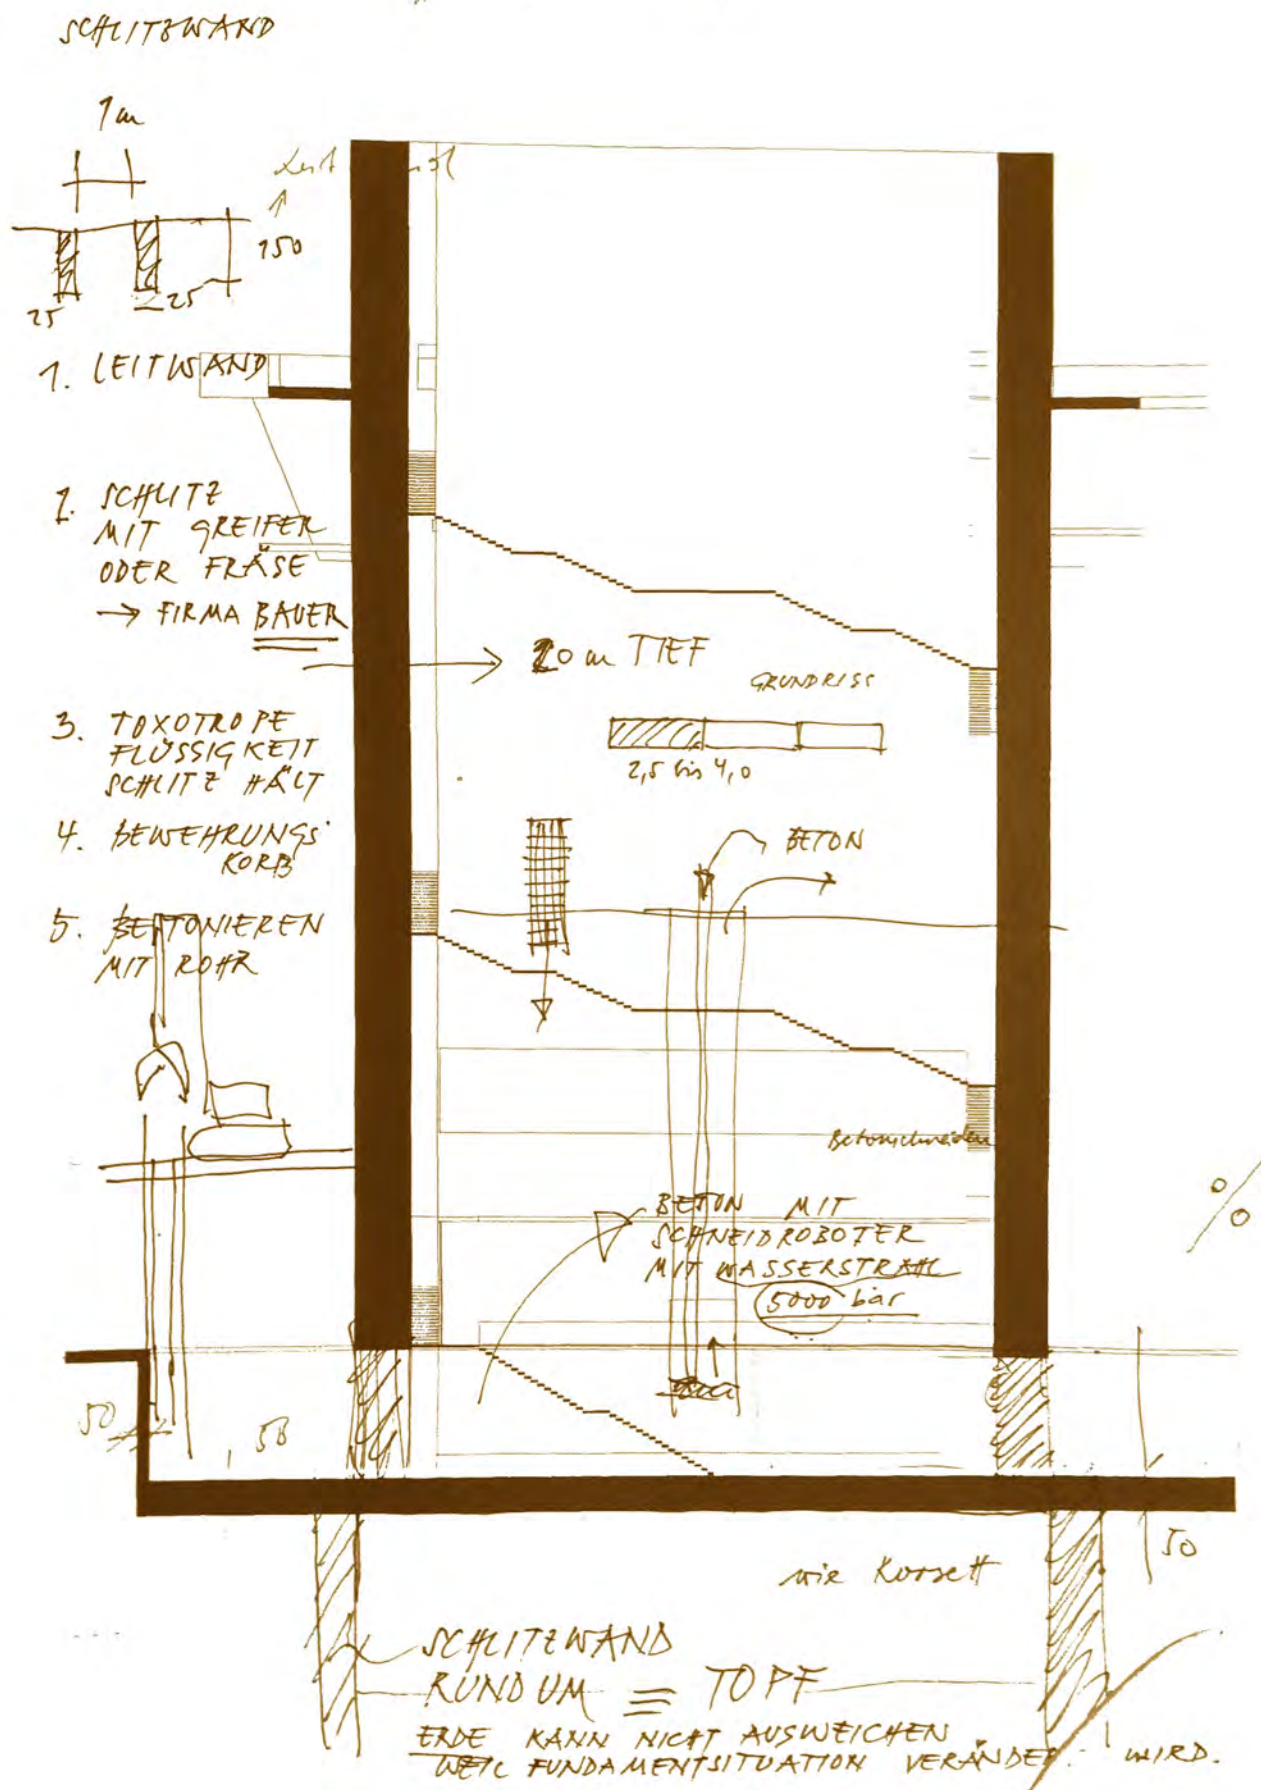 SCHLITZWAND
1m
150
25
25
1. LEITWAND
2. SCHLITZ
MIT GREIFER
ODER FRÄSE
→ FIRMA BAUER
20 m TIEF
GRUNDRISS
2,5 bis 4,0
3. TOXOTROPE
FLÜSSIGKEIT
SCHLITZ HÄLT
4. BEWEHRUNGS
KORB
BETON
5. BETONIEREN
MIT ROHR
Betonschneiden
BETON MIT
SCHNEIDROBOTER
MIT WASSERSTRAHL
5000 bar
%
50
50
50
wie Korsett
SCHLITZWAND
RUNDUM = TOPF
ERDE KANN NICHT AUSWEICHEN
WEIL FUNDAMENTSITUATION VERÄNDET WIRD.